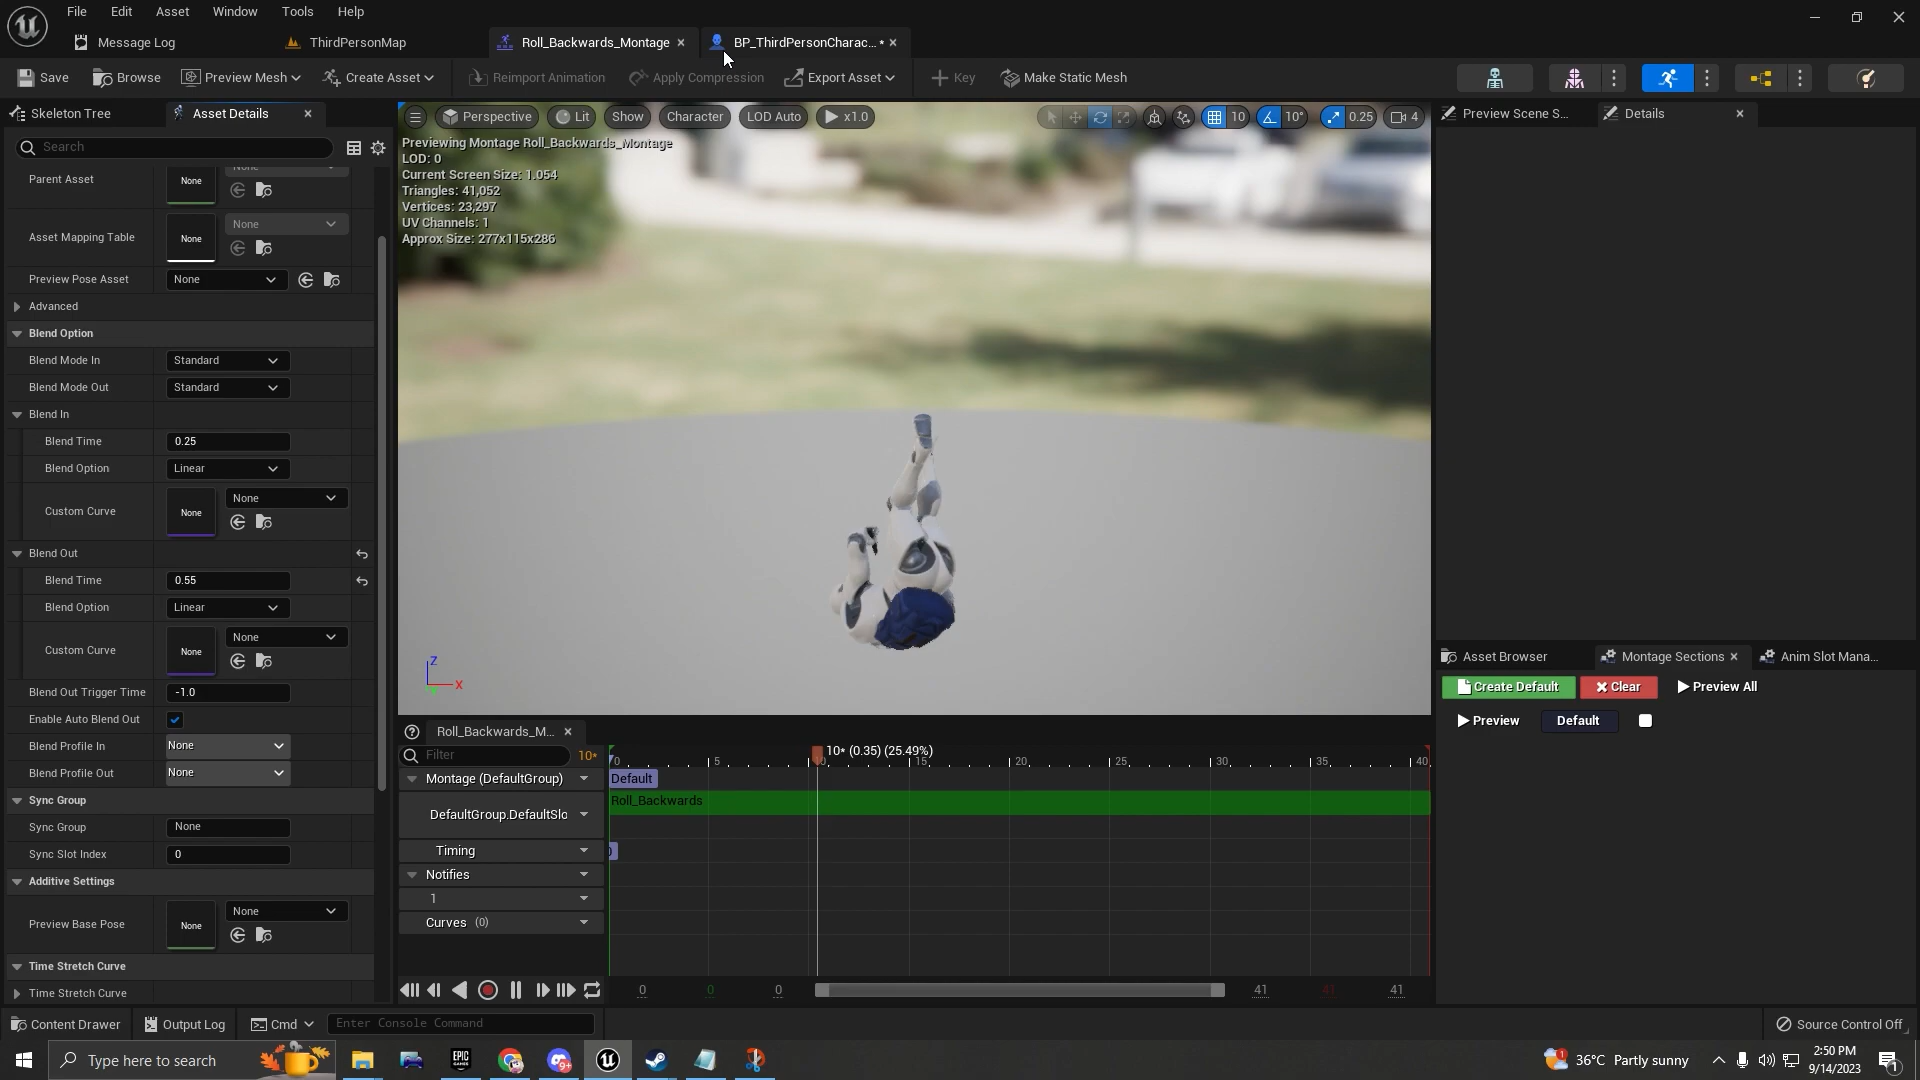 File Edit Asset Window Tools Help
Message Log ThirdPersonMap Roll_Backwards_Montage × BP_ThirdPersonCharac... * ×
Save Browse Preview Mesh Create Asset Reimport Animation Apply Compression Export Asset Key Make Static Mesh
Skeleton Tree Asset Details ×
Search
Perspective Lit Show Character LOD Auto x1.0 10 10° 0.25 4
Previewing Montage Roll_Backwards_Montage
LOD: 0
Current Screen Size: 1.054
Triangles: 41,052
Vertices: 23,297
UV Channels: 1
Approx Size: 277x115x286
Parent Asset None
Asset Mapping Table None None
Preview Pose Asset None
Advanced
Blend Option
Blend Mode In Standard
Blend Mode Out Standard
Blend In
Blend Time 0.25
Blend Option Linear
Custom Curve None None
Blend Out
Blend Time 0.55
Blend Option Linear
Custom Curve None None
Blend Out Trigger Time -1.0
Enable Auto Blend Out
Blend Profile In None
Blend Profile Out None
Sync Group
Sync Group None
Sync Slot Index 0
Additive Settings
Preview Base Pose None None
Time Stretch Curve
Time Stretch Curve
Z
X
Roll_Backwards_M... ×
Filter 10*
10* (0.35) (25.49%)
0 5 15 20 25 30 35 40
Montage (DefaultGroup) Default
Roll_Backwards
DefaultGroup.DefaultSlo
Timing
Notifies
1
Curves (0)
0 0 0 41 41 41
Preview Scene S... Details ×
Asset Browser Montage Sections × Anim Slot Mana...
Create Default Clear Preview All
Preview Default
Content Drawer Output Log Cmd Enter Console Command Source Control Off
Type here to search
EPIC GAMES
9+
36°C Partly sunny
2:50 PM
9/14/2023
1